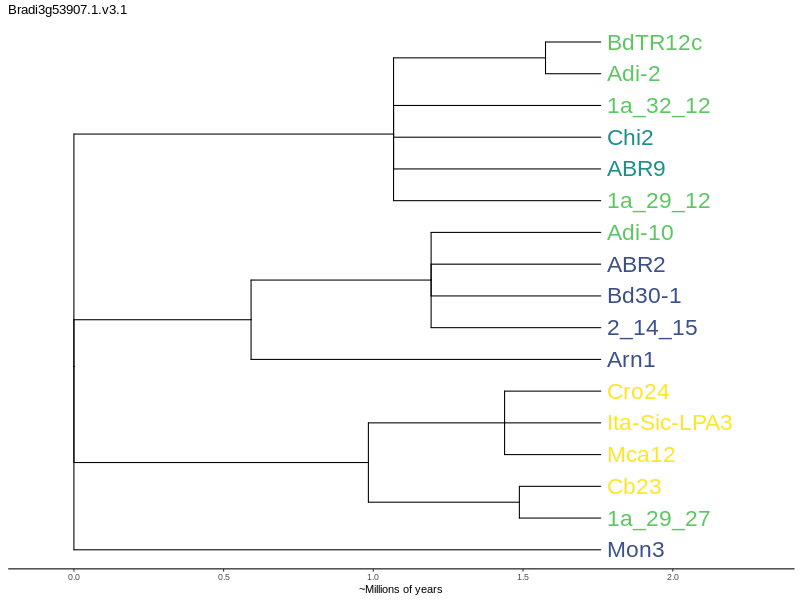 Bradi3g53907.1.v3.1
BdTR12c
Adi-2
1a_32_12
Chi2
ABR9
1a_29_12
Adi-10
ABR2
Bd30-1
2_14_15
Arn1
Cro24
Ita-Sic-LPA3
Mca12
Cb23
1a_29_27
Mon3
0.0 0.5 1.0 1.5 2.0
~Millions of years